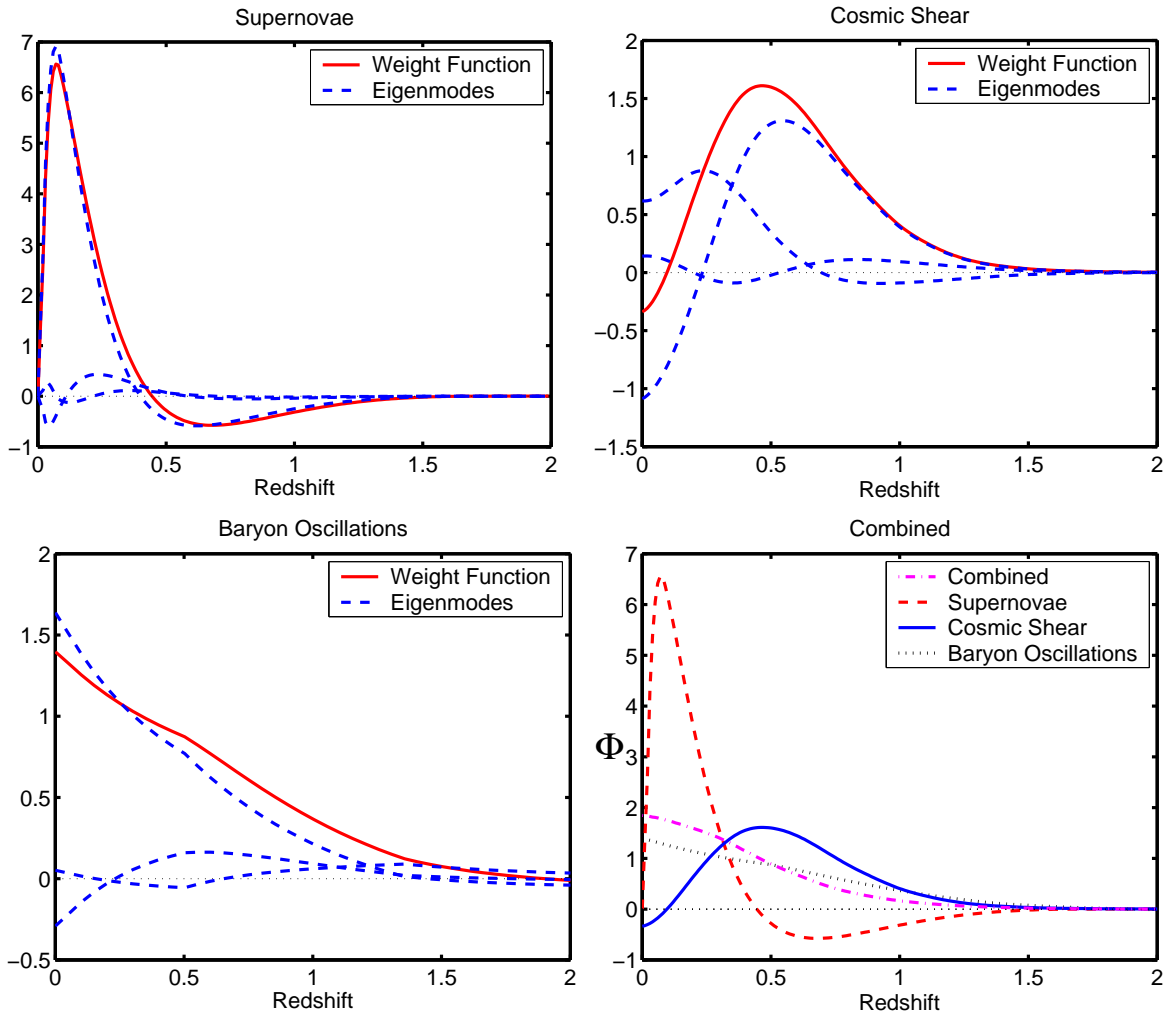 Supernovae
7
6
5
4
3
2
1
0
−1
Weight Function
Eigenmodes
0 0.5 1 1.5 2
Redshift
Cosmic Shear
2
1.5
1
0.5
0
−0.5
−1
−1.5
Weight Function
Eigenmodes
0 0.5 1 1.5 2
Redshift
Baryon Oscillations
2
1.5
1
0.5
0
−0.5
Weight Function
Eigenmodes
0 0.5 1 1.5 2
Redshift
Combined
7
6
5
4
3
2
1
0
−1
Φ
Combined
Supernovae
Cosmic Shear
Baryon Oscillations
0 0.5 1 1.5 2
Redshift